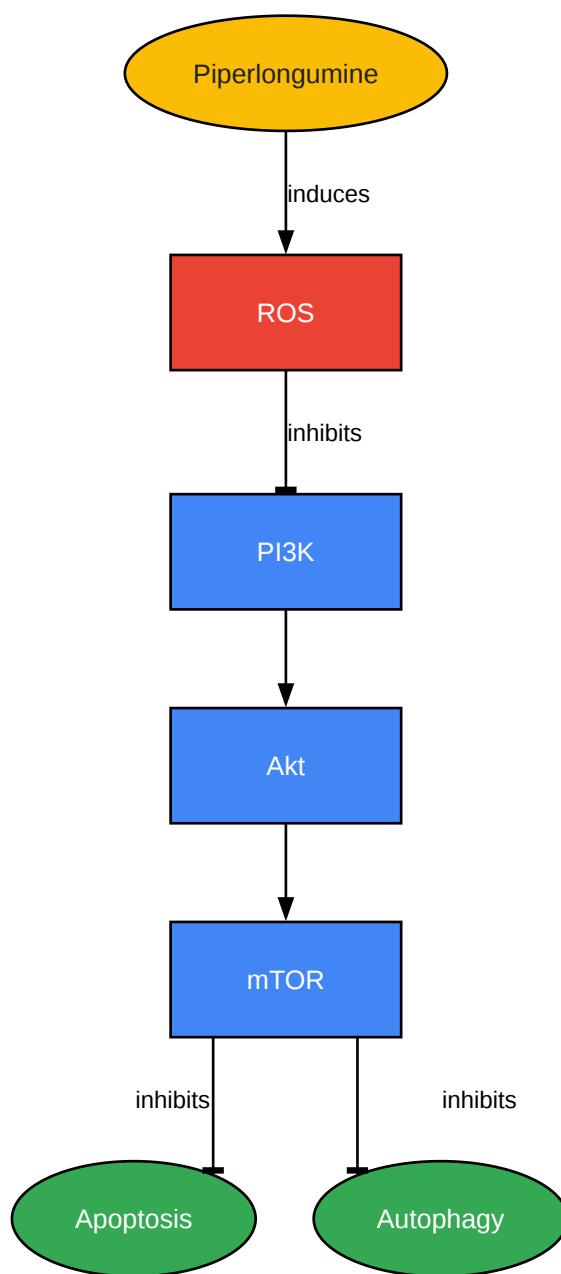 Piperlongumine
induces
ROS
inhibits
PI3K
Akt
mTOR
inhibits
inhibits
Apoptosis
Autophagy